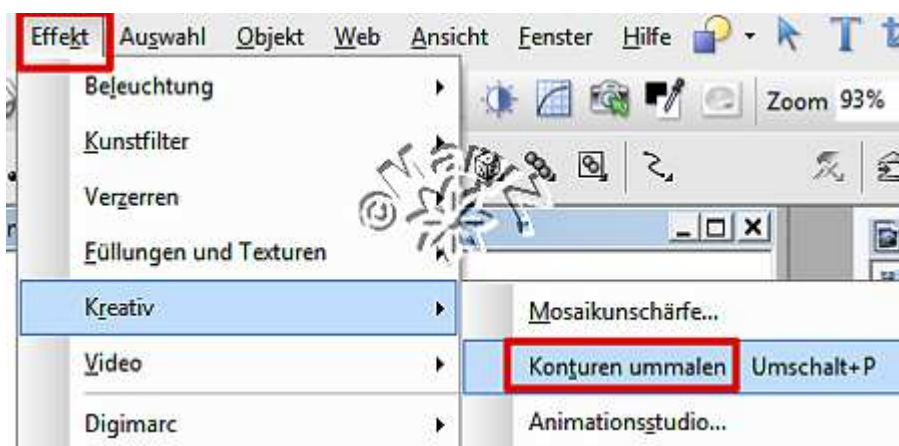 Effekt Auswahl Objekt Web Ansicht Fenster Hilfe
Beleuchtung
Zoom 93%
Kunstfilter
Verzerren
Füllungen und Texturen
Kreativ
Mosaikunschärfe...
Video
Konturen ummalen Umschalt+P
Digimarc
Animationsstudio...